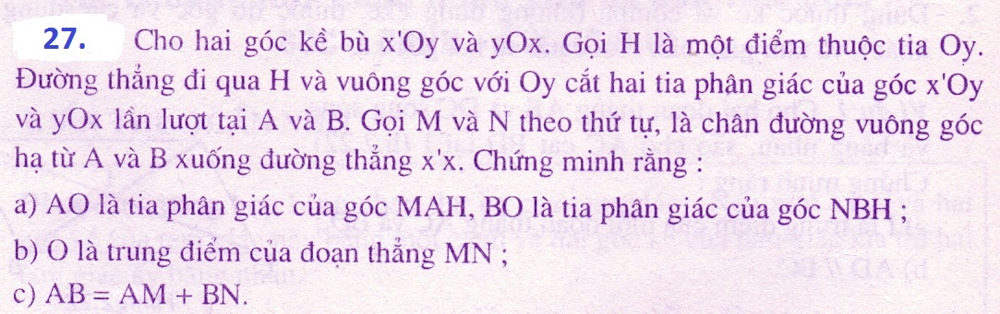 27. Cho hai góc kề bù x'Oy và yOx. Gọi H là một điểm thuộc tia Oy.
Đường thẳng đi qua H và vuông góc với Oy cắt hai tia phân giác của góc x'Oy
và yOx lần lượt tại A và B. Gọi M và N theo thứ tự, là chân đường vuông góc
hạ từ A và B xuống đường thẳng x'x. Chứng minh rằng :
a) AO là tia phân giác của góc MAH, BO là tia phân giác của góc NBH ;
b) O là trung điểm của đoạn thẳng MN ;
c) AB = AM + BN.